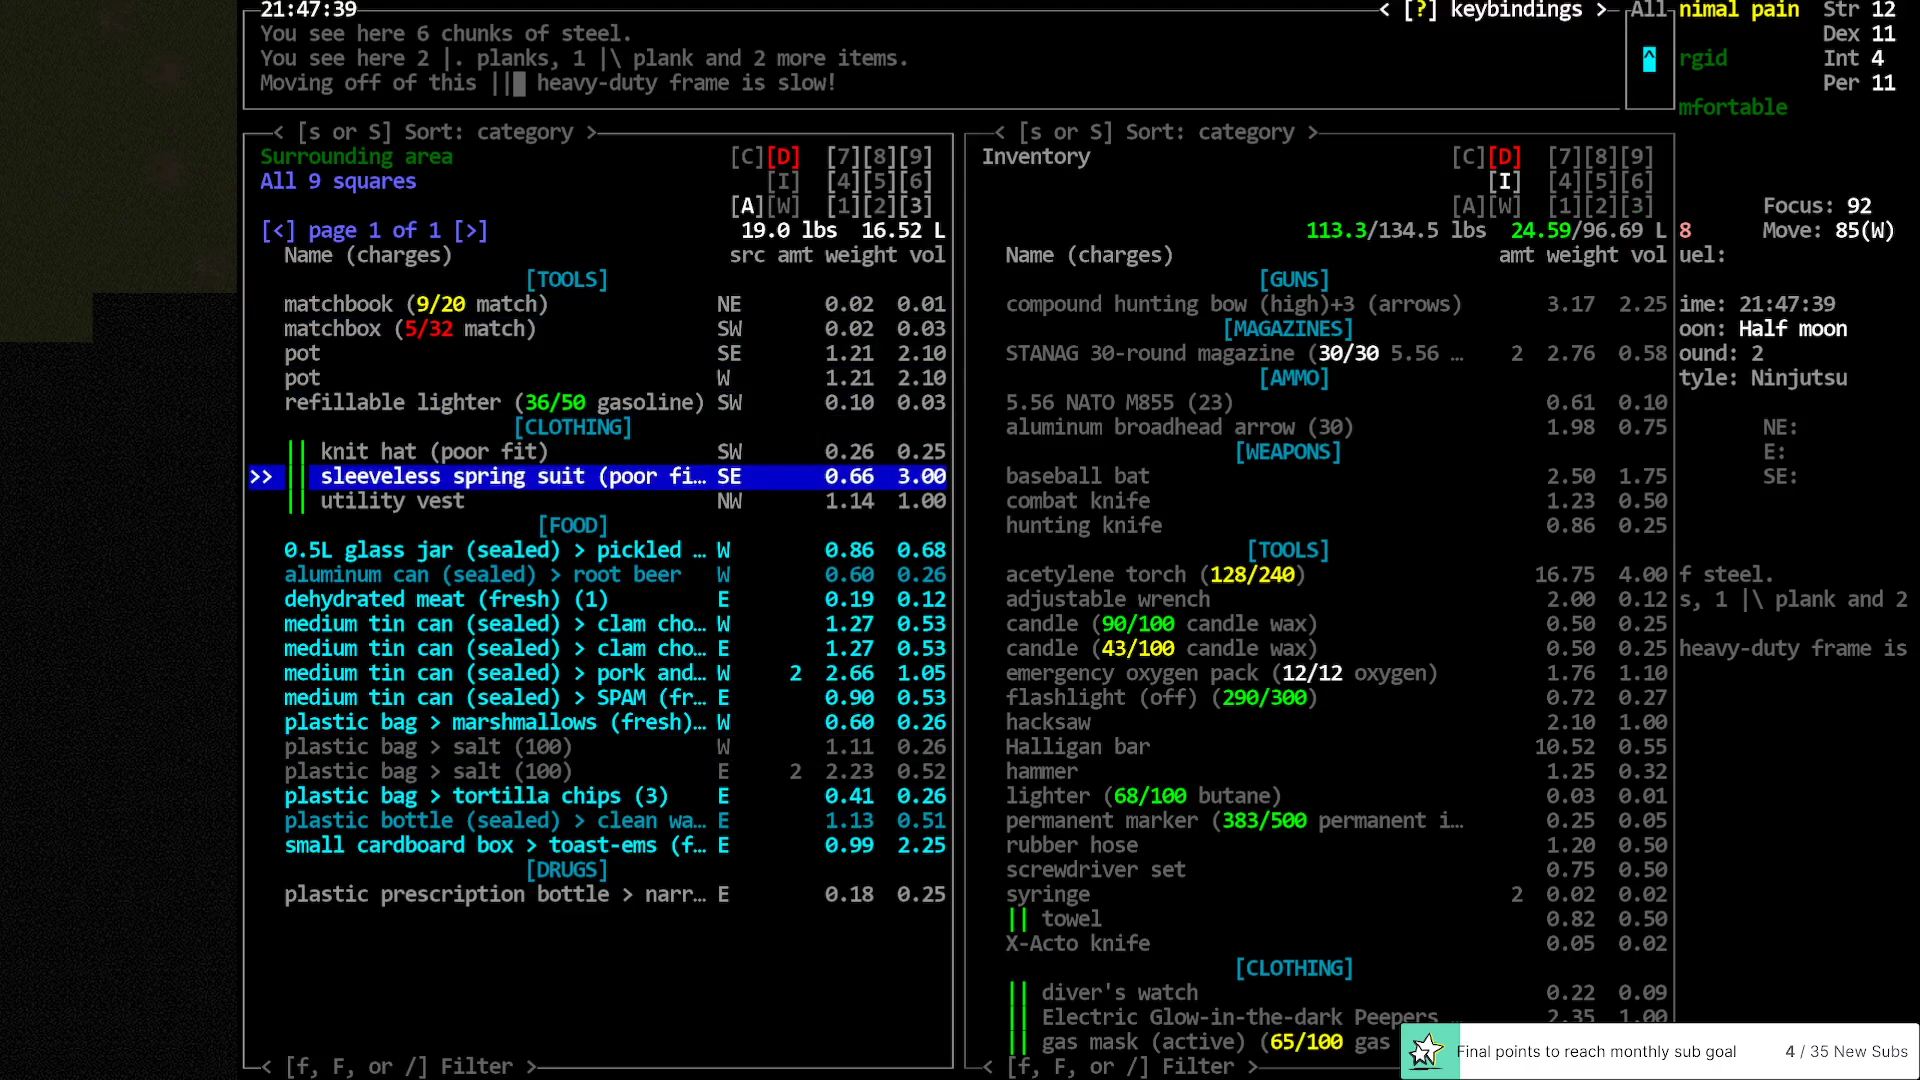 21:47:39
< [?] keybindings >
All
nimal pain
Str 12
You see here 6 chunks of steel.
Dex 11
You see here 2 |. planks, 1 |\ plank and 2 more items.
^
rgid
Int 4
Moving off of this || heavy-duty frame is slow!
Per 11
mfortable
< [s or S] Sort: category >
Surrounding area [C][D] [7][8][9]
All 9 squares [I] [4][5][6]
[A][W] [1][2][3]
[<] page 1 of 1 [>] 19.0 lbs 16.52 L
Name (charges) src amt weight vol
[TOOLS]
matchbook (9/20 match) NE 0.02 0.01
matchbox (5/32 match) SW 0.02 0.03
pot SE 1.21 2.10
pot W 1.21 2.10
refillable lighter (36/50 gasoline) SW 0.10 0.03
[CLOTHING]
|| knit hat (poor fit) SW 0.26 0.25
>> || sleeveless spring suit (poor fi… SE 0.66 3.00
|| utility vest NW 1.14 1.00
[FOOD]
0.5L glass jar (sealed) > pickled … W 0.86 0.68
aluminum can (sealed) > root beer W 0.60 0.26
dehydrated meat (fresh) (1) E 0.19 0.12
medium tin can (sealed) > clam cho… W 1.27 0.53
medium tin can (sealed) > clam cho… E 1.27 0.53
medium tin can (sealed) > pork and… W 2 2.66 1.05
medium tin can (sealed) > SPAM (fr… E 0.90 0.53
plastic bag > marshmallows (fresh)… W 0.60 0.26
plastic bag > salt (100) W 1.11 0.26
plastic bag > salt (100) E 2 2.23 0.52
plastic bag > tortilla chips (3) E 0.41 0.26
plastic bottle (sealed) > clean wa… E 1.13 0.51
small cardboard box > toast-ems (f… E 0.99 2.25
[DRUGS]
plastic prescription bottle > narr… E 0.18 0.25
< [f, F, or /] Filter >
< [s or S] Sort: category >
Inventory [C][D] [7][8][9]
[I] [4][5][6]
[A][W] [1][2][3]
113.3/134.5 lbs 24.59/96.69 L
Name (charges) amt weight vol
[GUNS]
compound hunting bow (high)+3 (arrows) 3.17 2.25
[MAGAZINES]
STANAG 30-round magazine (30/30 5.56 … 2 2.76 0.58
[AMMO]
5.56 NATO M855 (23) 0.61 0.10
aluminum broadhead arrow (30) 1.98 0.75
[WEAPONS]
baseball bat 2.50 1.75
combat knife 1.23 0.50
hunting knife 0.86 0.25
[TOOLS]
acetylene torch (128/240) 16.75 4.00
adjustable wrench 2.00 0.12
candle (90/100 candle wax) 0.50 0.25
candle (43/100 candle wax) 0.50 0.25
emergency oxygen pack (12/12 oxygen) 1.76 1.10
flashlight (off) (290/300) 0.72 0.27
hacksaw 2.10 1.00
Halligan bar 10.52 0.55
hammer 1.25 0.32
lighter (68/100 butane) 0.03 0.01
permanent marker (383/500 permanent i… 0.25 0.05
rubber hose 1.20 0.50
screwdriver set 0.75 0.50
syringe 2 0.02 0.02
|| towel 0.82 0.50
X-Acto knife 0.05 0.02
[CLOTHING]
|| diver's watch 0.22 0.09
|| Electric Glow-in-the-dark Peepers … 2.35 1.00
|| gas mask (active) (65/100 gas
< [f, F, or /] Filter >
Focus: 92
8 Move: 85(W)
uel:
ime: 21:47:39
oon: Half moon
ound: 2
tyle: Ninjutsu
NE:
E:
SE:
f steel.
s, 1 |\ plank and 2
heavy-duty frame is
Final points to reach monthly sub goal 4 / 35 New Subs